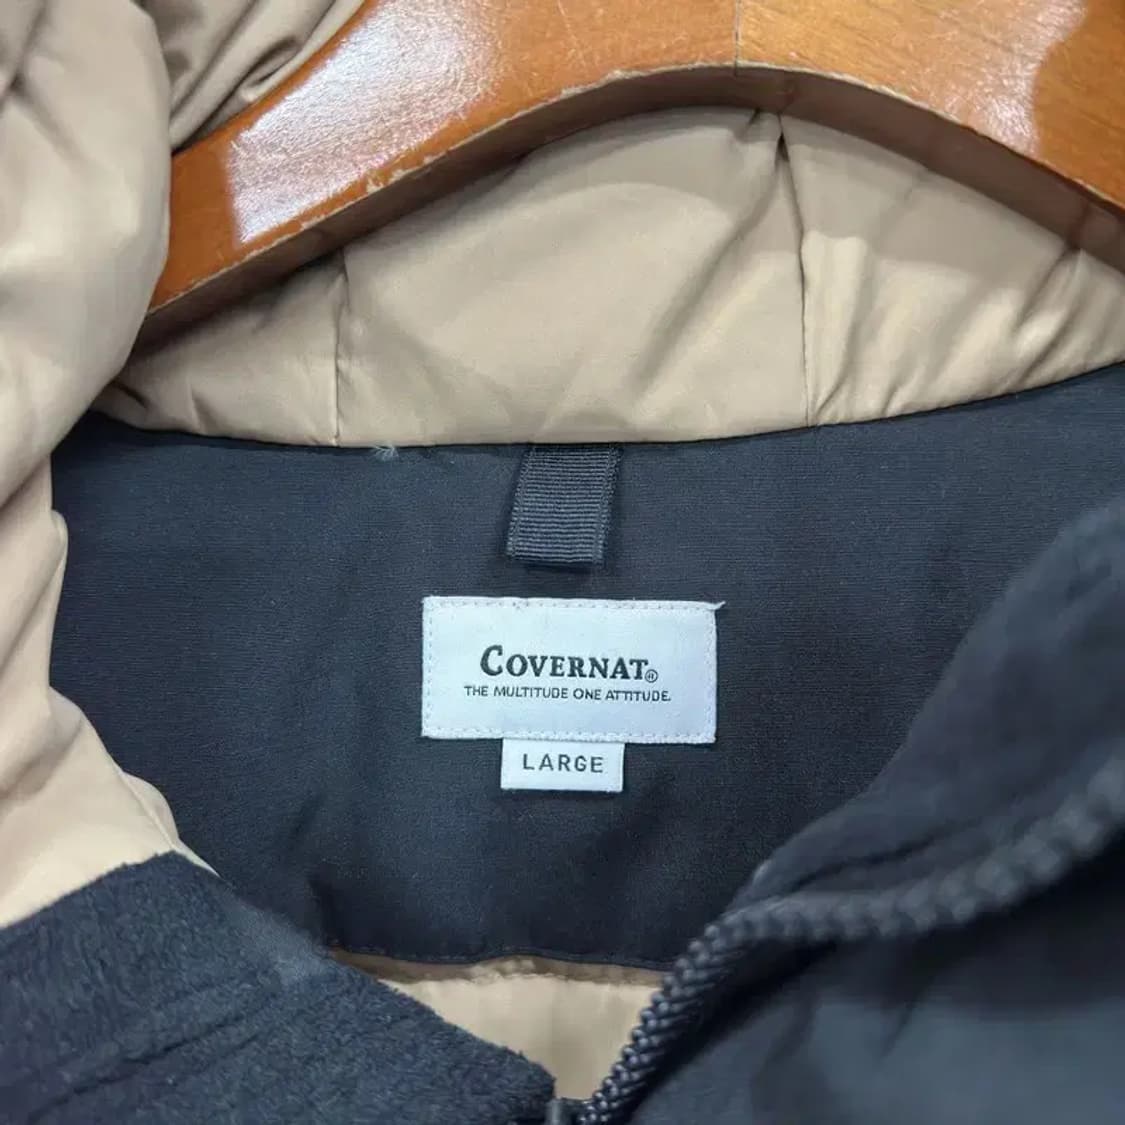 COVERNAT®
THE MULTITUDE ONE ATTITUDE.
LARGE